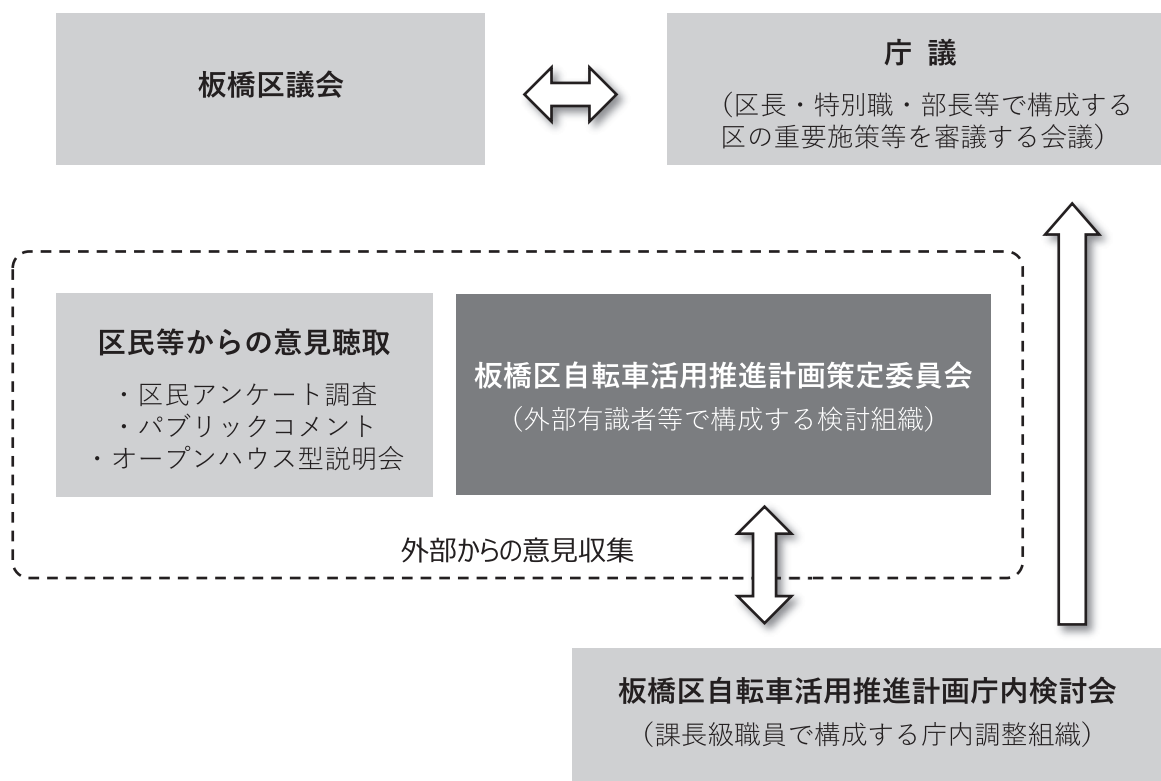 板橋区議会
庁 議
(区長・特別職・部長等で構成する
区の重要施策等を審議する会議)
区民等からの意見聴取
・区民アンケート調査
・パブリックコメント
・オープンハウス型説明会
板橋区自転車活用推進計画策定委員会
(外部有識者等で構成する検討組織)
外部からの意見収集
板橋区自転車活用推進計画庁内検討会
(課長級職員で構成する庁内調整組織)